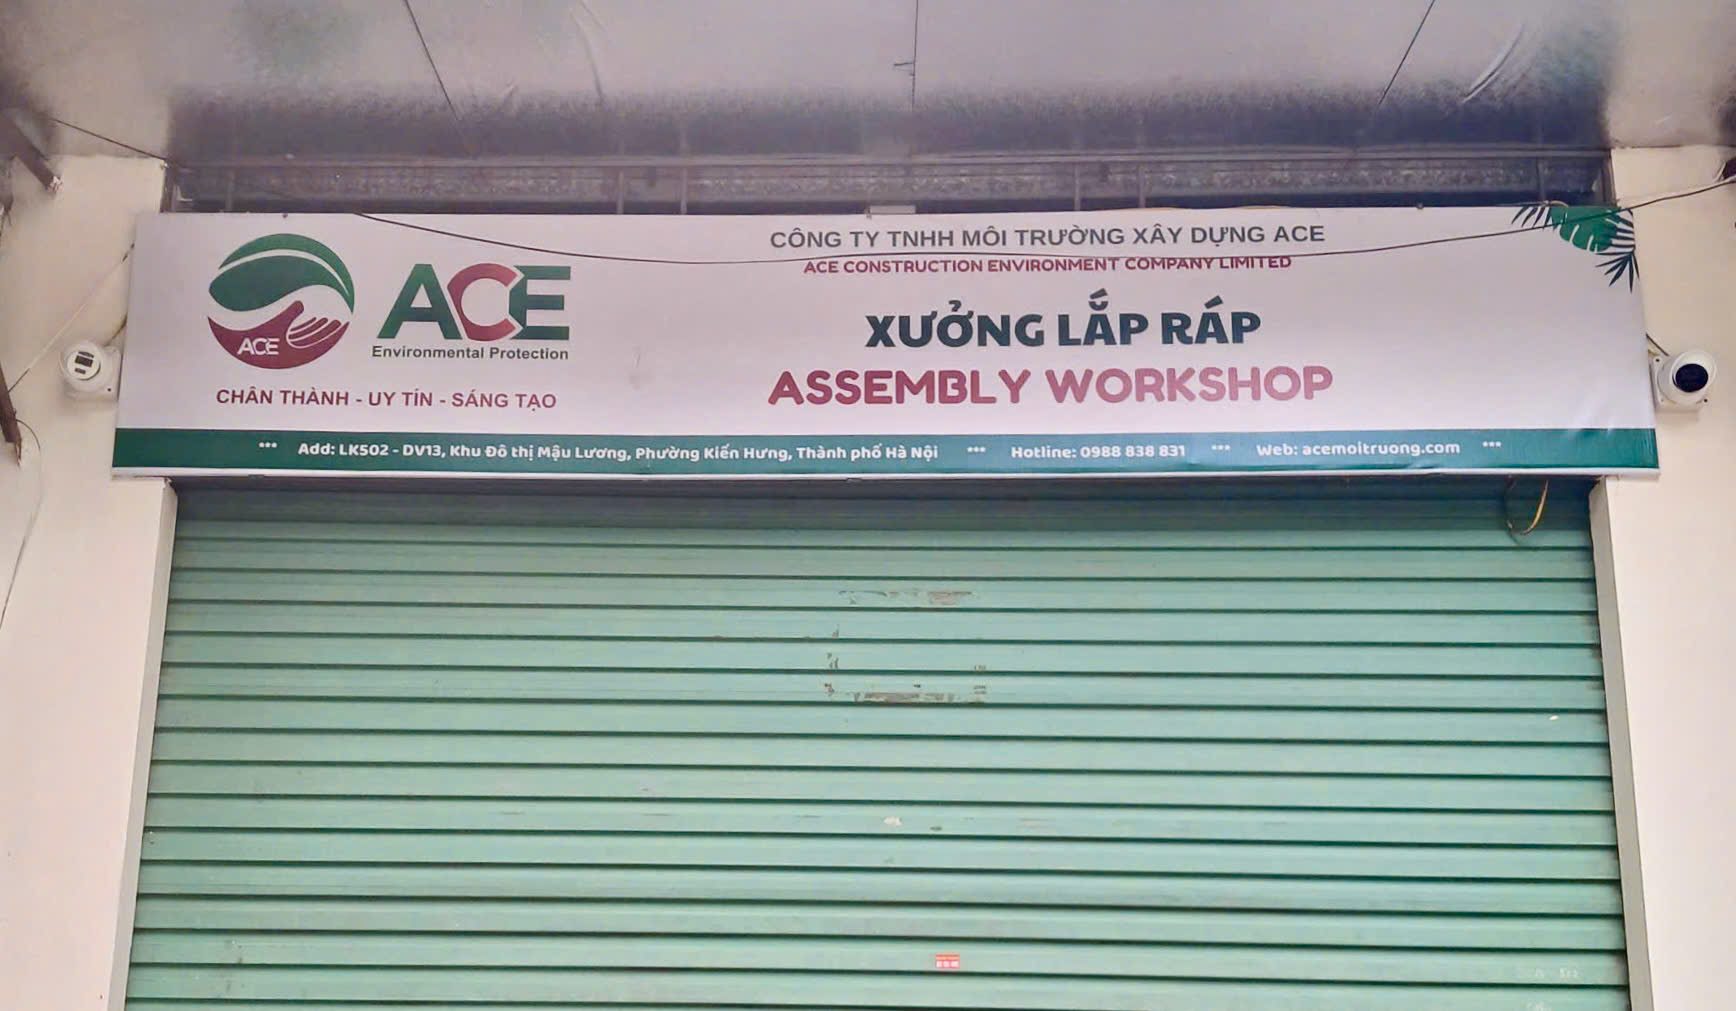 ACE
ACE
Environmental Protection
CHÂN THÀNH - UY TÍN - SÁNG TẠO
CÔNG TY TNHH MÔI TRƯỜNG XÂY DỰNG ACE
ACE CONSTRUCTION ENVIRONMENT COMPANY LIMITED
XƯỞNG LẮP RÁP
ASSEMBLY WORKSHOP
*** Add: LK502 - DV13, Khu Đô thị Mậu Lương, Phường Kiến Hưng, Thành phố Hà Nội *** Hotline: 0988 838 831 *** Web: acemoitruong.com ***